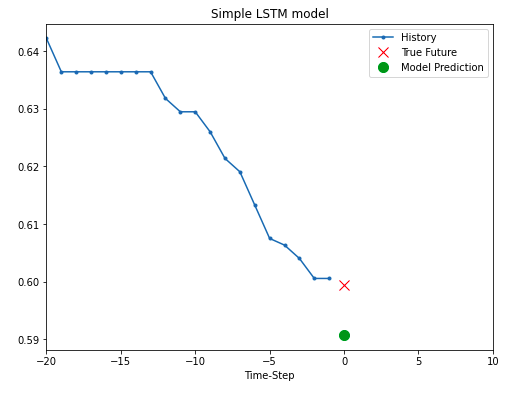 Simple LSTM model
History
True Future
Model Prediction
0.64
0.63
0.62
0.61
0.60
0.59
−20 −15 −10 −5 0 5 10
Time-Step